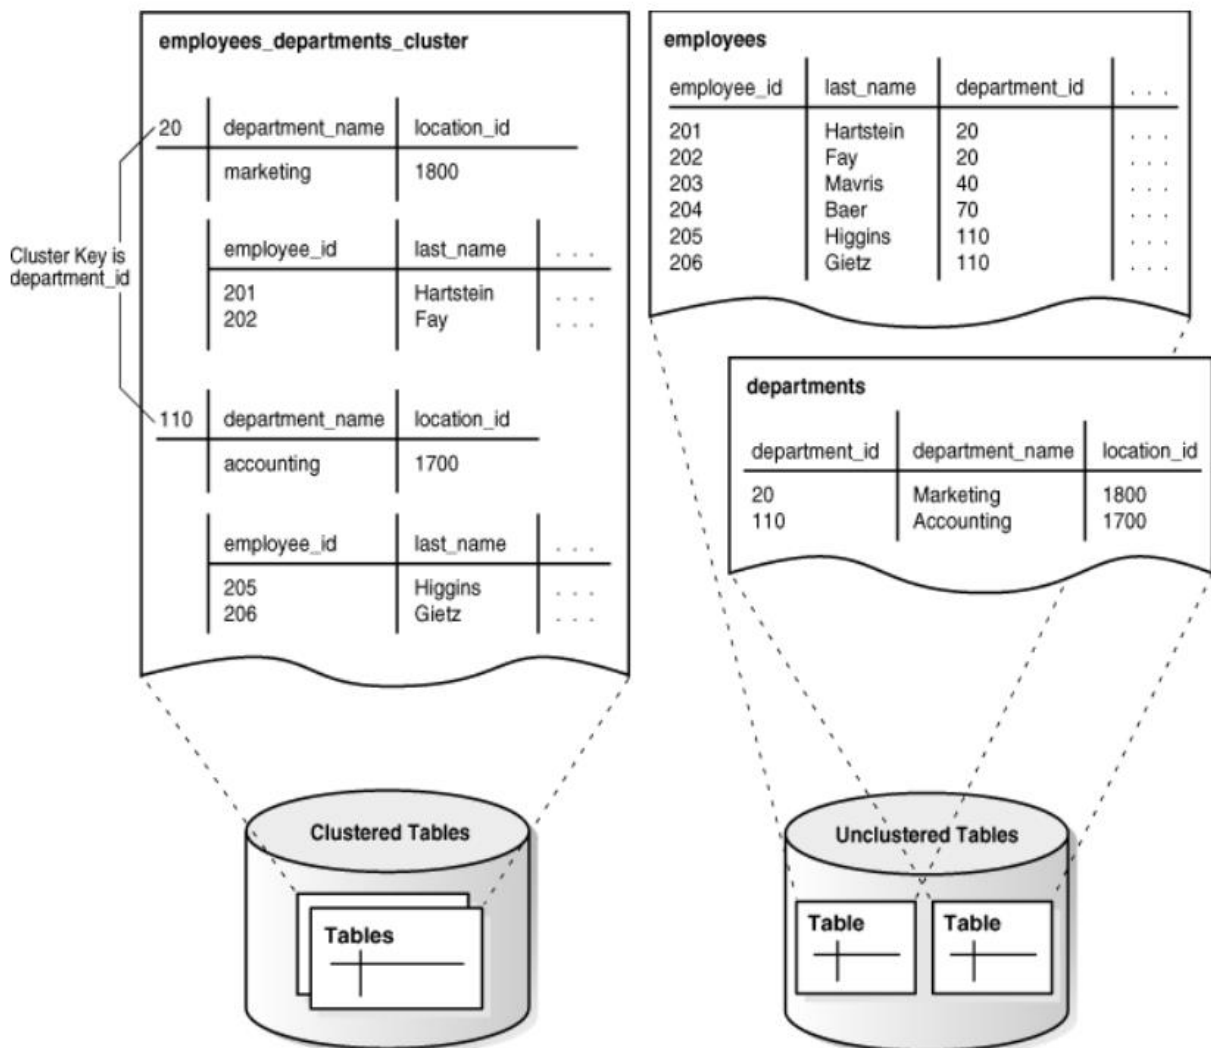 employees_departments_cluster
20 department_name location_id
marketing 1800
employee_id last_name . . .
201 Hartstein . . .
202 Fay . . .
Cluster Key is
department_id
110 department_name location_id
accounting 1700
employee_id last_name . . .
205 Higgins . . .
206 Gietz . . .
Clustered Tables
Tables
employees
employee_id last_name department_id . . .
201 Hartstein 20 . . .
202 Fay 20 . . .
203 Mavris 40 . . .
204 Baer 70 . . .
205 Higgins 110 . . .
206 Gietz 110 . . .
departments
department_id department_name location_id
20 Marketing 1800
110 Accounting 1700
Unclustered Tables
Table Table